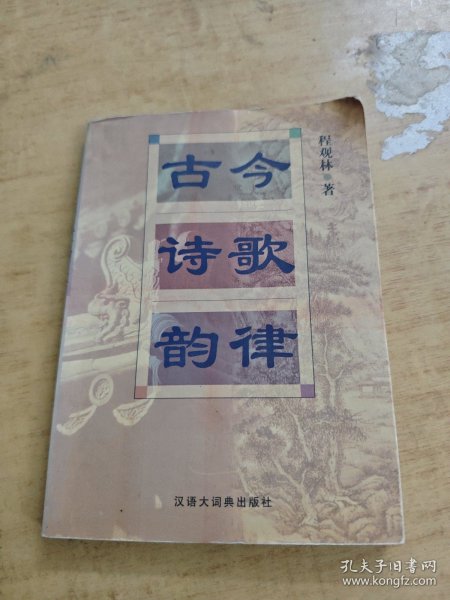 古今
诗歌
韵律
程观林 著
汉语大词典出版社
孔夫子旧书网
www.kongfz.com